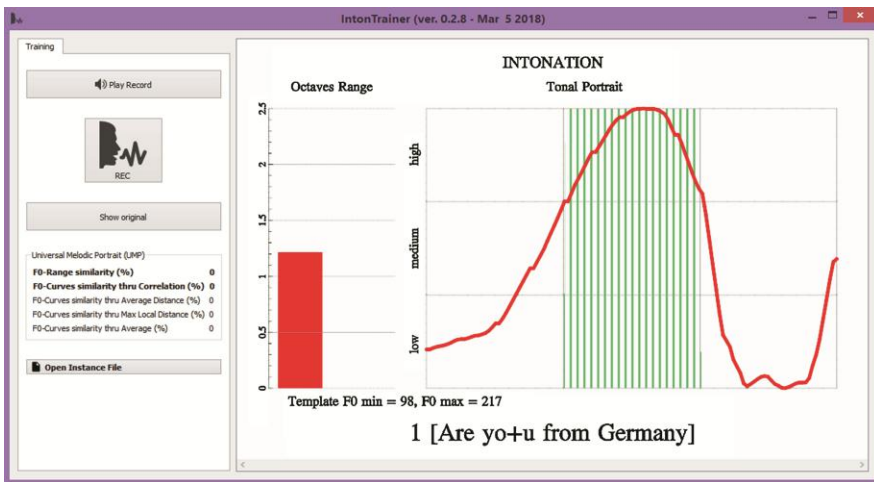 IntonTrainer (ver. 0.2.8 - Mar 5 2018)
Training
Play Record
REC
Show original
Universal Melodic Portrait (UMP)
F0-Range similarity (%) 0
F0-Curves similarity thru Correlation (%) 0
F0-Curves similarity thru Average Distance (%) 0
F0-Curves similarity thru Max Local Distance (%) 0
F0-Curves similarity thru Average (%) 0
Open Instance File
INTONATION
Octaves Range
Tonal Portrait
2.5
2
1.5
1
0.5
0
high
medium
low
Template F0 min = 98, F0 max = 217
1 [Are yo+u from Germany]